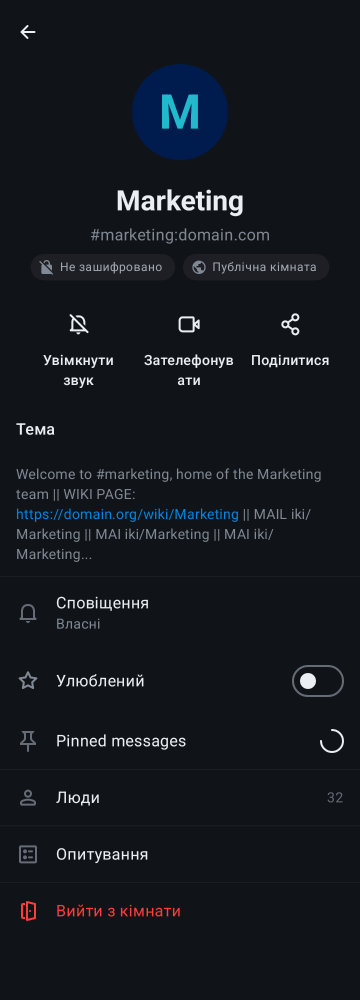 M
Marketing
#marketing:domain.com
Не зашифровано
Публічна кімната
Увімкнути
звук
Зателефонув
ати
Поділитися
Тема
Welcome to #marketing, home of the Marketing
team || WIKI PAGE:
https://domain.org/wiki/Marketing || MAIL iki/
Marketing || MAI iki/Marketing || MAI iki/
Marketing...
Сповіщення
Власні
Улюблений
Pinned messages
Люди
32
Опитування
Вийти з кімнати